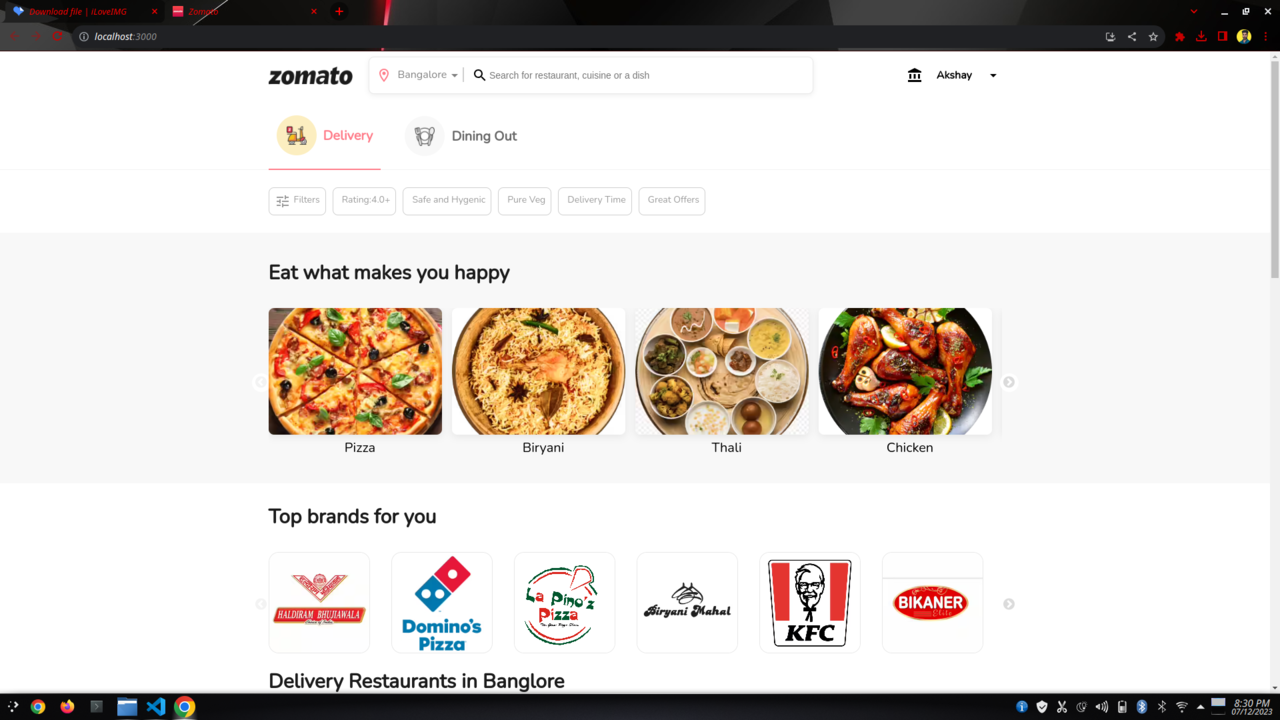 Download file | iLoveIMG
Zomato
localhost:3000
zomato
Bangalore
Search for restaurant, cuisine or a dish
Akshay
Delivery
Dining Out
Filters
Rating:4.0+
Safe and Hygenic
Pure Veg
Delivery Time
Great Offers
Eat what makes you happy
Pizza
Biryani
Thali
Chicken
Top brands for you
HALDIRAM BHUJIAWALA
Domino's
Pizza
La Pino'z
Pizza
Biryani Mahal
KFC
BIKANER
Elite
Delivery Restaurants in Banglore
8:30 PM
07/12/2023